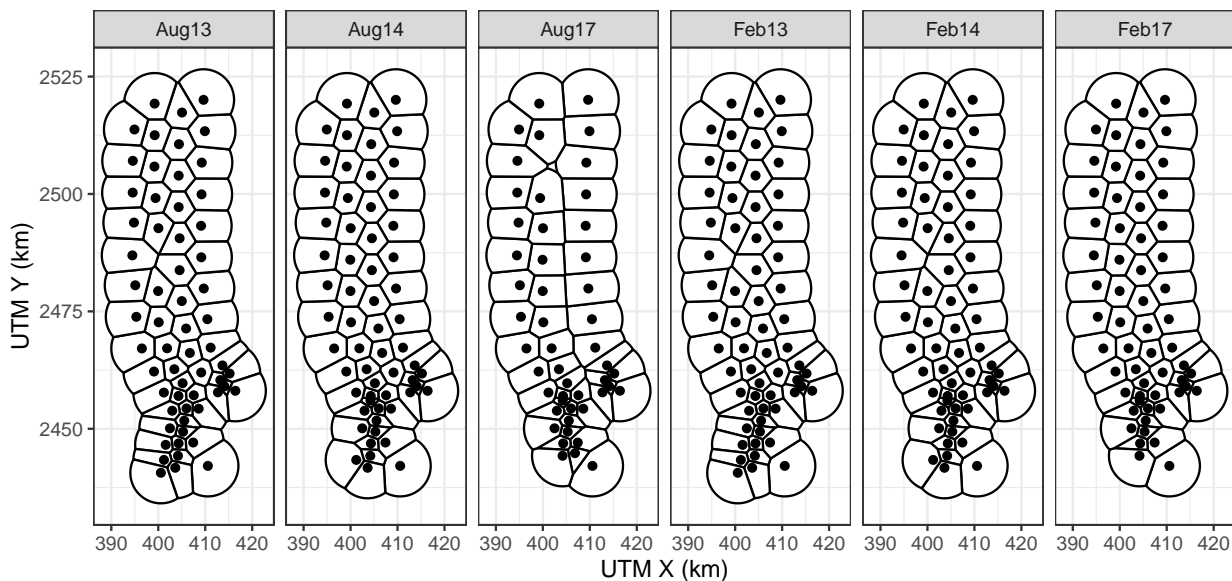 Aug13 Aug14 Aug17 Feb13 Feb14 Feb17
2525
2500
2475
2450
UTM Y (km)
390 400 410 420 390 400 410 420 390 400 410 420 390 400 410 420 390 400 410 420 390 400 410 420
UTM X (km)